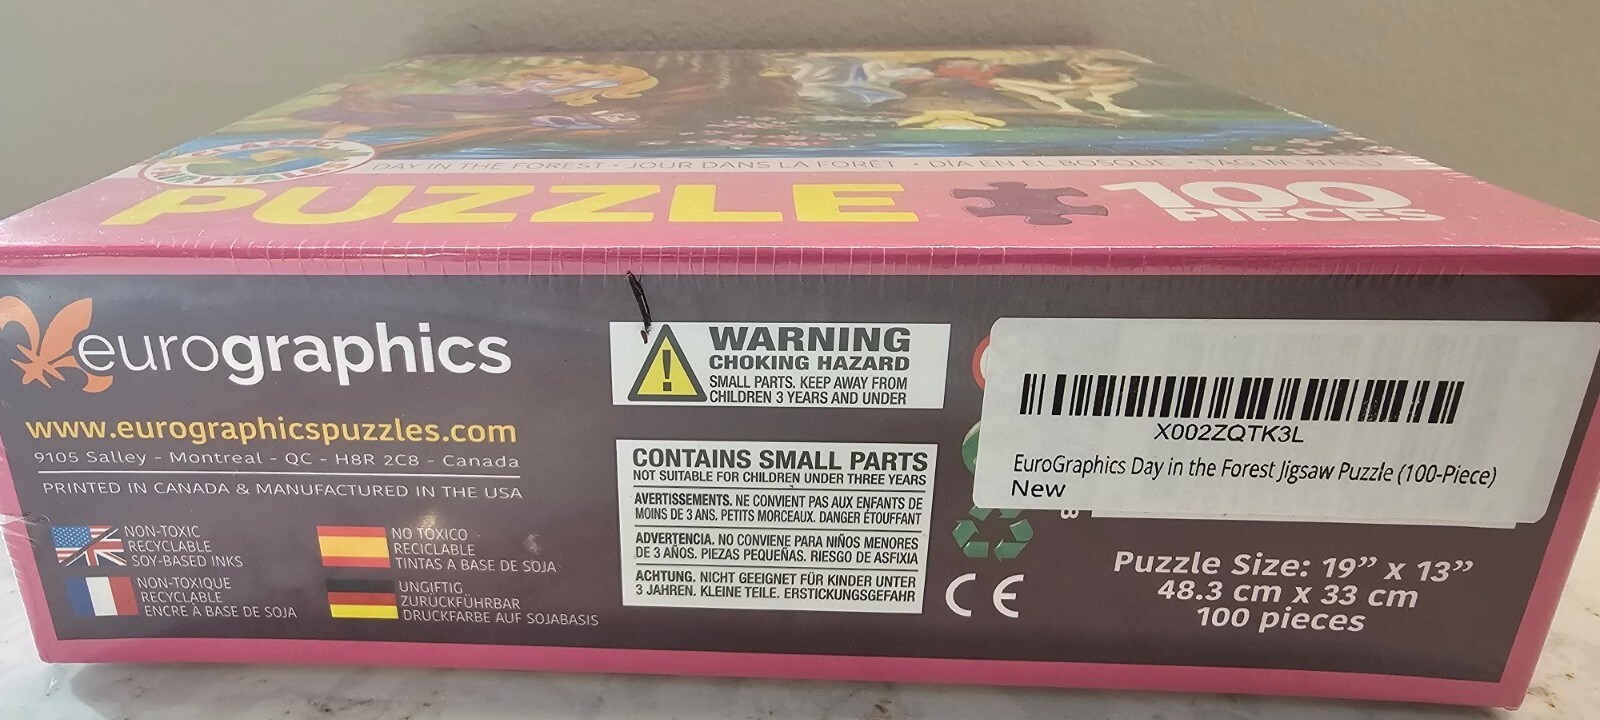 CLASSIC
FAIRY TALES
DAY IN THE FOREST • JOUR DANS LA FORÊT • DÍA EN EL BOSQUE • TAG IM WALD
PUZZLE
100
PIECES
eurographics
www.eurographicspuzzles.com
9105 Salley - Montreal - QC - H8R 2C8 - Canada
PRINTED IN CANADA & MANUFACTURED IN THE USA
NON-TOXIC
RECYCLABLE
SOY-BASED INKS
NO TÓXICO
RECICLABLE
TINTAS A BASE DE SOJA
NON-TOXIQUE
RECYCLABLE
ENCRE À BASE DE SOJA
UNGIFTIG
ZURÜCKFÜHRBAR
DRUCKFARBE AUF SOJABASIS
WARNING
CHOKING HAZARD
SMALL PARTS. KEEP AWAY FROM
CHILDREN 3 YEARS AND UNDER
CONTAINS SMALL PARTS
NOT SUITABLE FOR CHILDREN UNDER THREE YEARS
AVERTISSEMENTS. NE CONVIENT PAS AUX ENFANTS DE
MOINS DE 3 ANS. PETITS MORCEAUX. DANGER ÉTOUFFANT
ADVERTENCIA. NO CONVIENE PARA NIÑOS MENORES
DE 3 AÑOS. PIEZAS PEQUEÑAS. RIESGO DE ASFIXIA
ACHTUNG. NICHT GEEIGNET FÜR KINDER UNTER
3 JAHREN. KLEINE TEILE. ERSTICKUNGSGEFAHR
CE
X002ZQTK3L
EuroGraphics Day in the Forest Jigsaw Puzzle (100-Piece)
New
8
Puzzle Size: 19” x 13”
48.3 cm x 33 cm
100 pieces